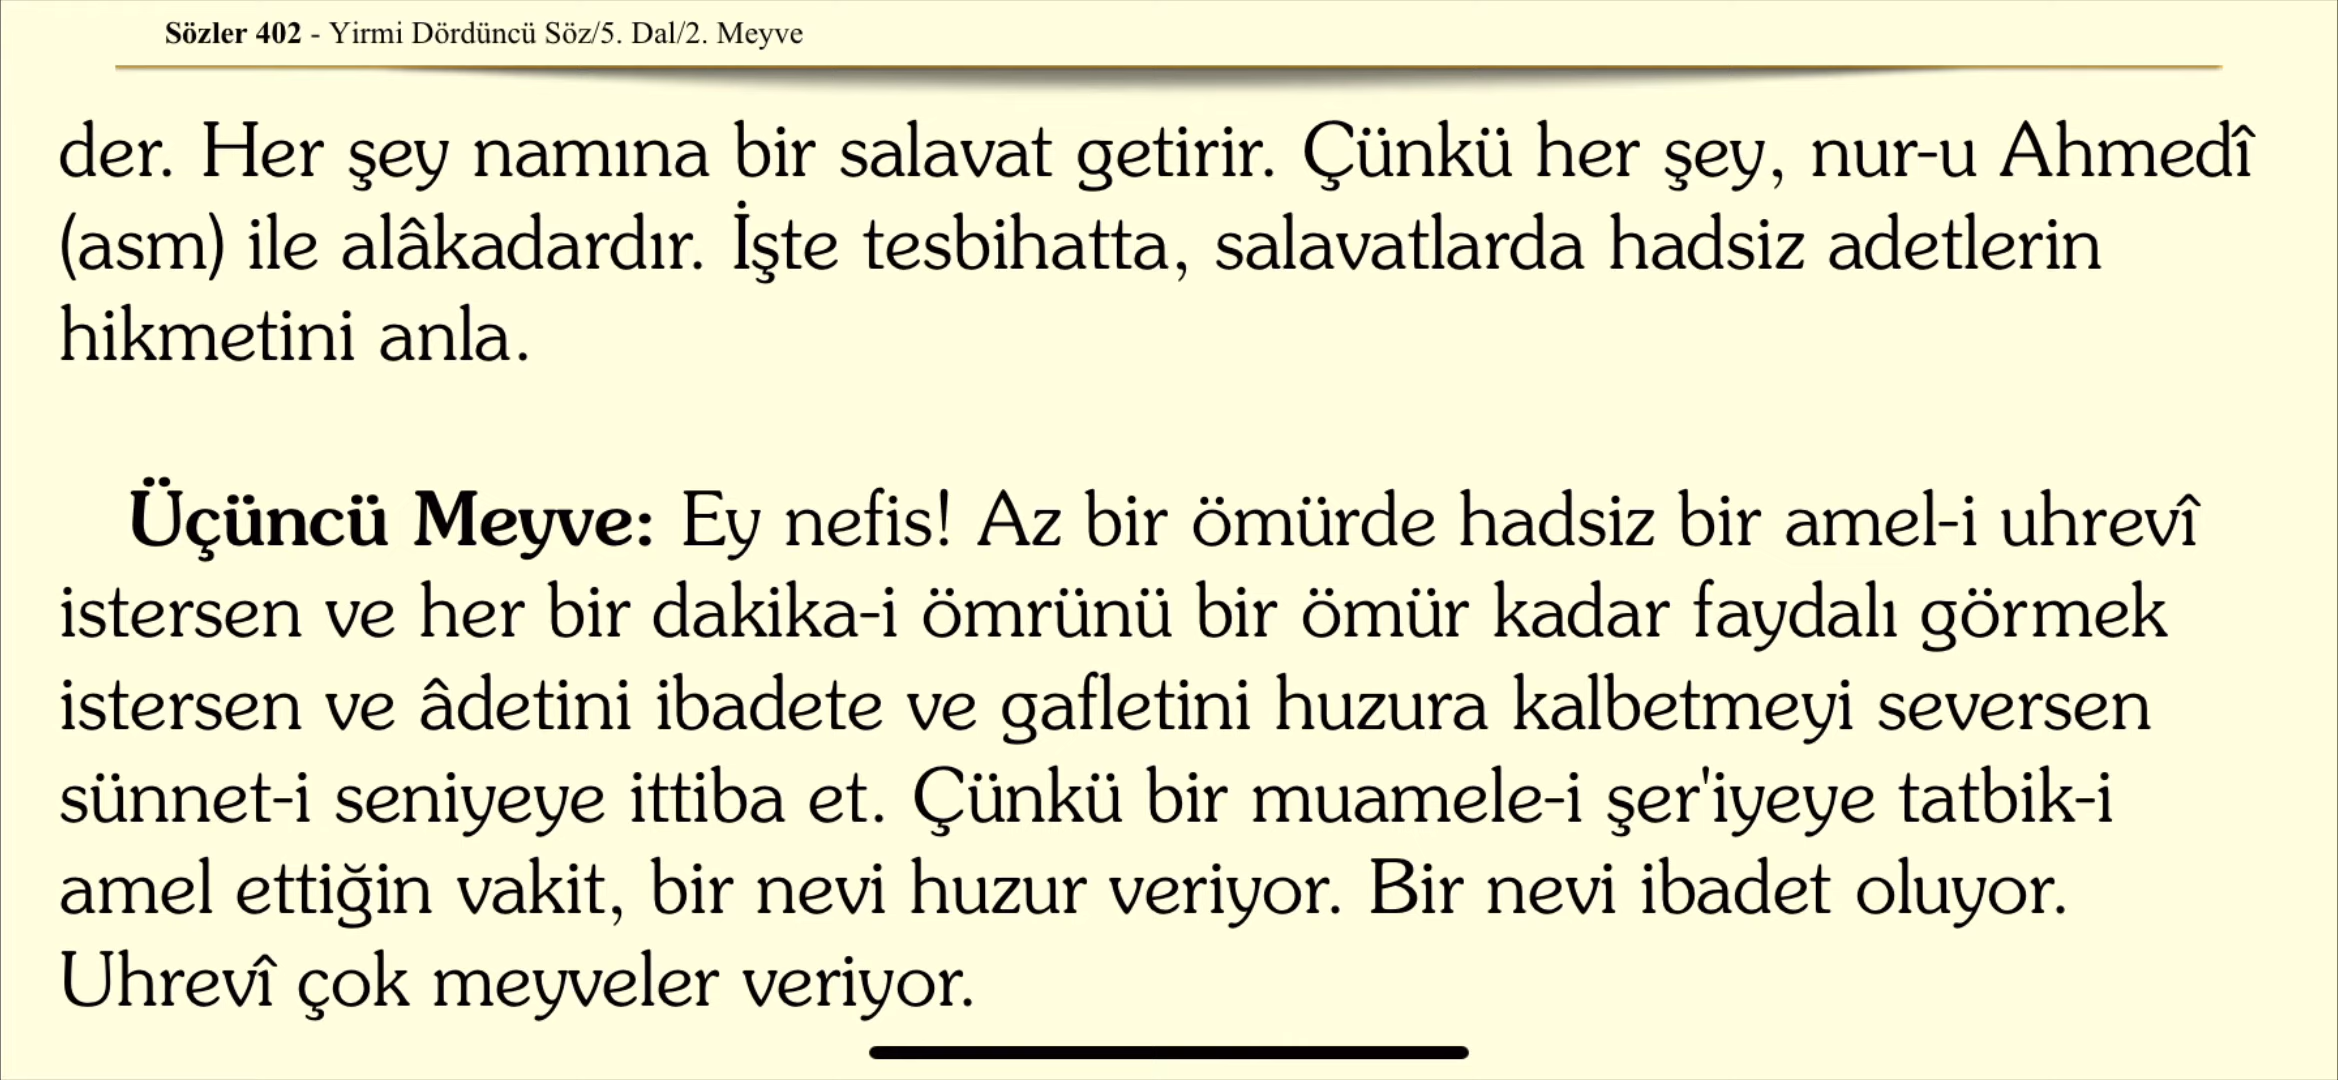 Sözler 402 - Yirmi Dördüncü Söz/5. Dal/2. Meyve
der. Her şey namına bir salavat getirir. Çünkü her şey, nur-u Ahmedî
(asm) ile alâkadardır. İşte tesbihatta, salavatlarda hadsiz adetlerin
hikmetini anla.
Üçüncü Meyve: Ey nefis! Az bir ömürde hadsiz bir amel-i uhrevî
istersen ve her bir dakika-i ömrünü bir ömür kadar faydalı görmek
istersen ve âdetini ibadete ve gafletini huzura kalbetmeyi seversen
sünnet-i seniyeye ittiba et. Çünkü bir muamele-i şer'iyeye tatbik-i
amel ettiğin vakit, bir nevi huzur veriyor. Bir nevi ibadet oluyor.
Uhrevî çok meyveler veriyor.